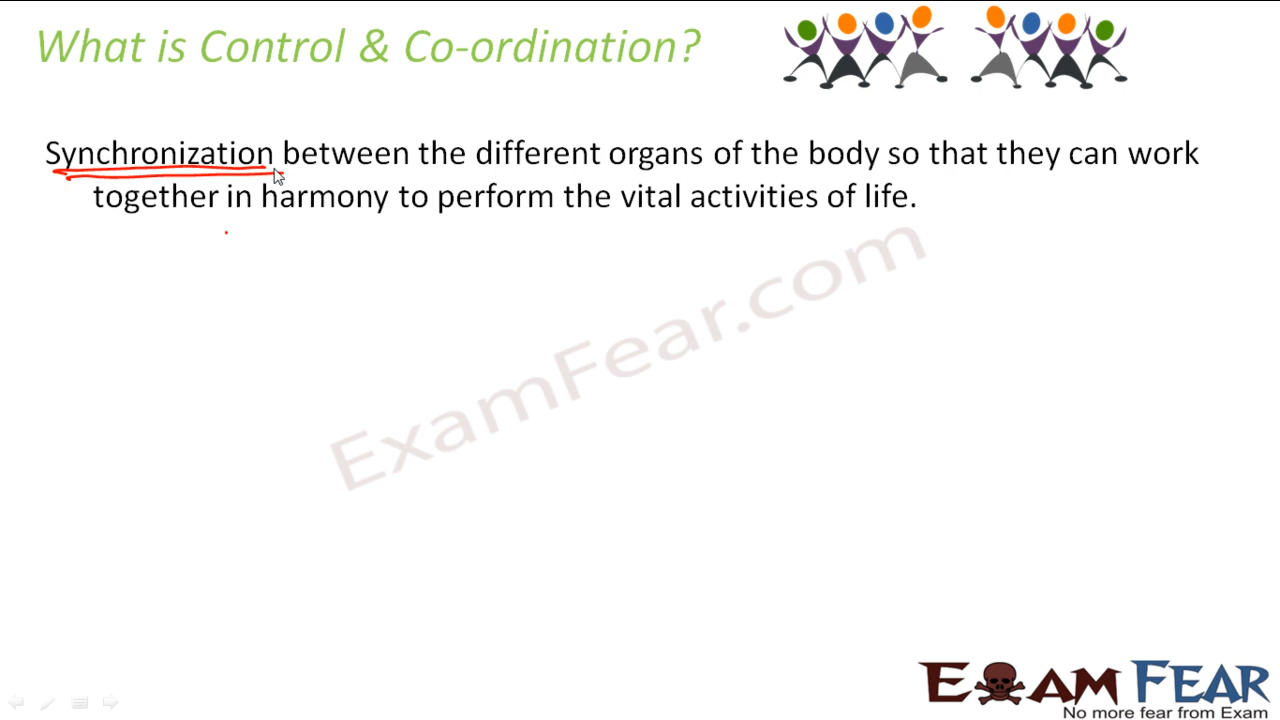 What is Control & Co-ordination?
Synchronization between the different organs of the body so that they can work
together in harmony to perform the vital activities of life.
ExamFear.com
EXAM FEAR
No more fear from Exam